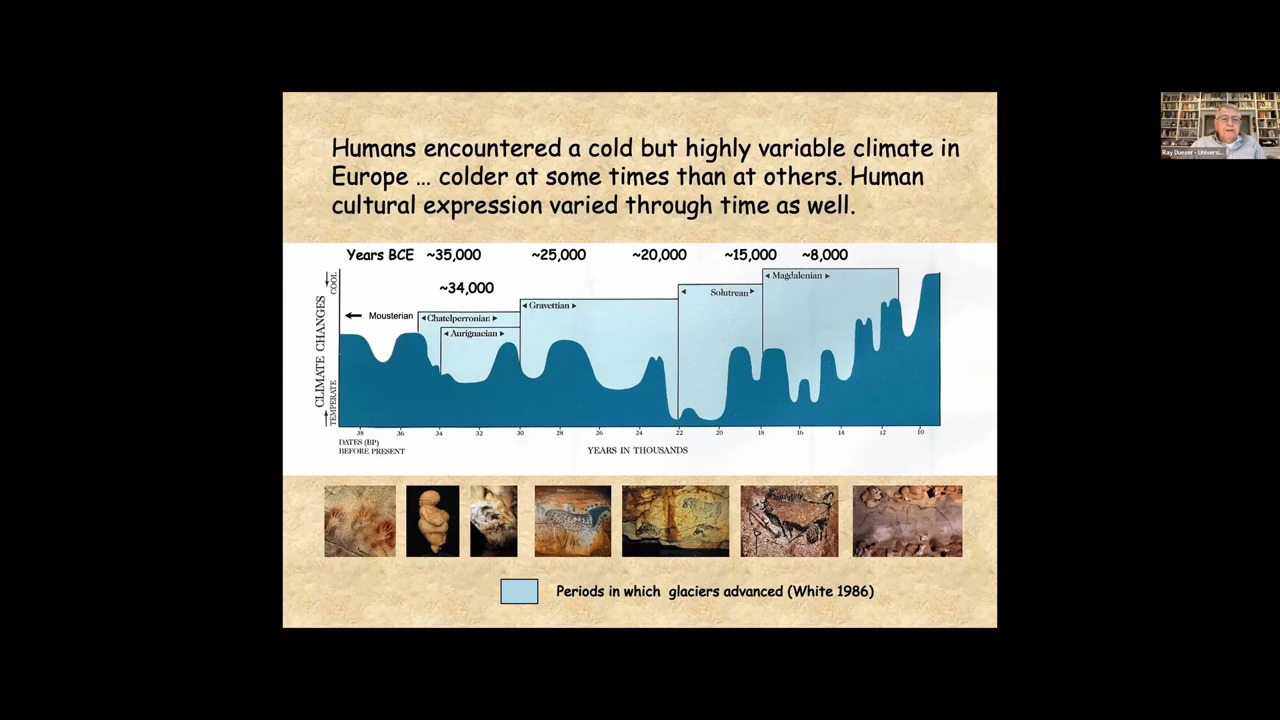 Humans encountered a cold but highly variable climate in
Europe ... colder at some times than at others. Human
cultural expression varied through time as well.
Years BCE ~35,000 ~25,000 ~20,000 ~15,000 ~8,000
~34,000
Mousterian
Chatelperronian
Aurignacian
Gravettian
Solutrean
Magdalenian
CLIMATE CHANGES
COOL
TEMPERATE
38 36 34 32 30 28 26 24 22 20 18 16 14 12 10
DATES (BP)
BEFORE PRESENT
YEARS IN THOUSANDS
Periods in which glaciers advanced (White 1986)
Ray Dueser - Universi...